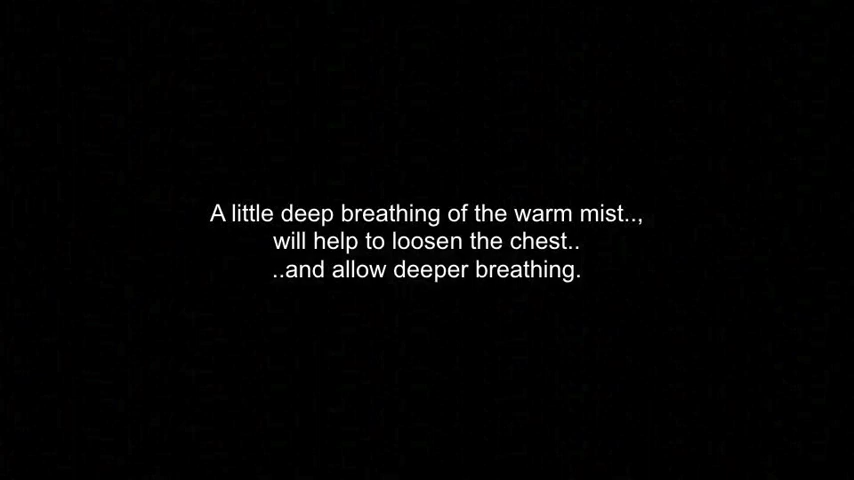 A little deep breathing of the warm mist..,
will help to loosen the chest..
..and allow deeper breathing.